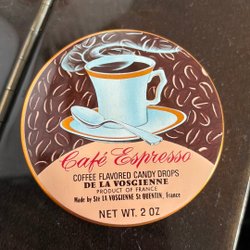 Café Espresso
COFFEE FLAVORED CANDY DROPS
DE LA VOSGIENNE
PRODUCT OF FRANCE
Made by Sté LA VOSGIENNE St QUENTIN, France
NET WT. 2 OZ